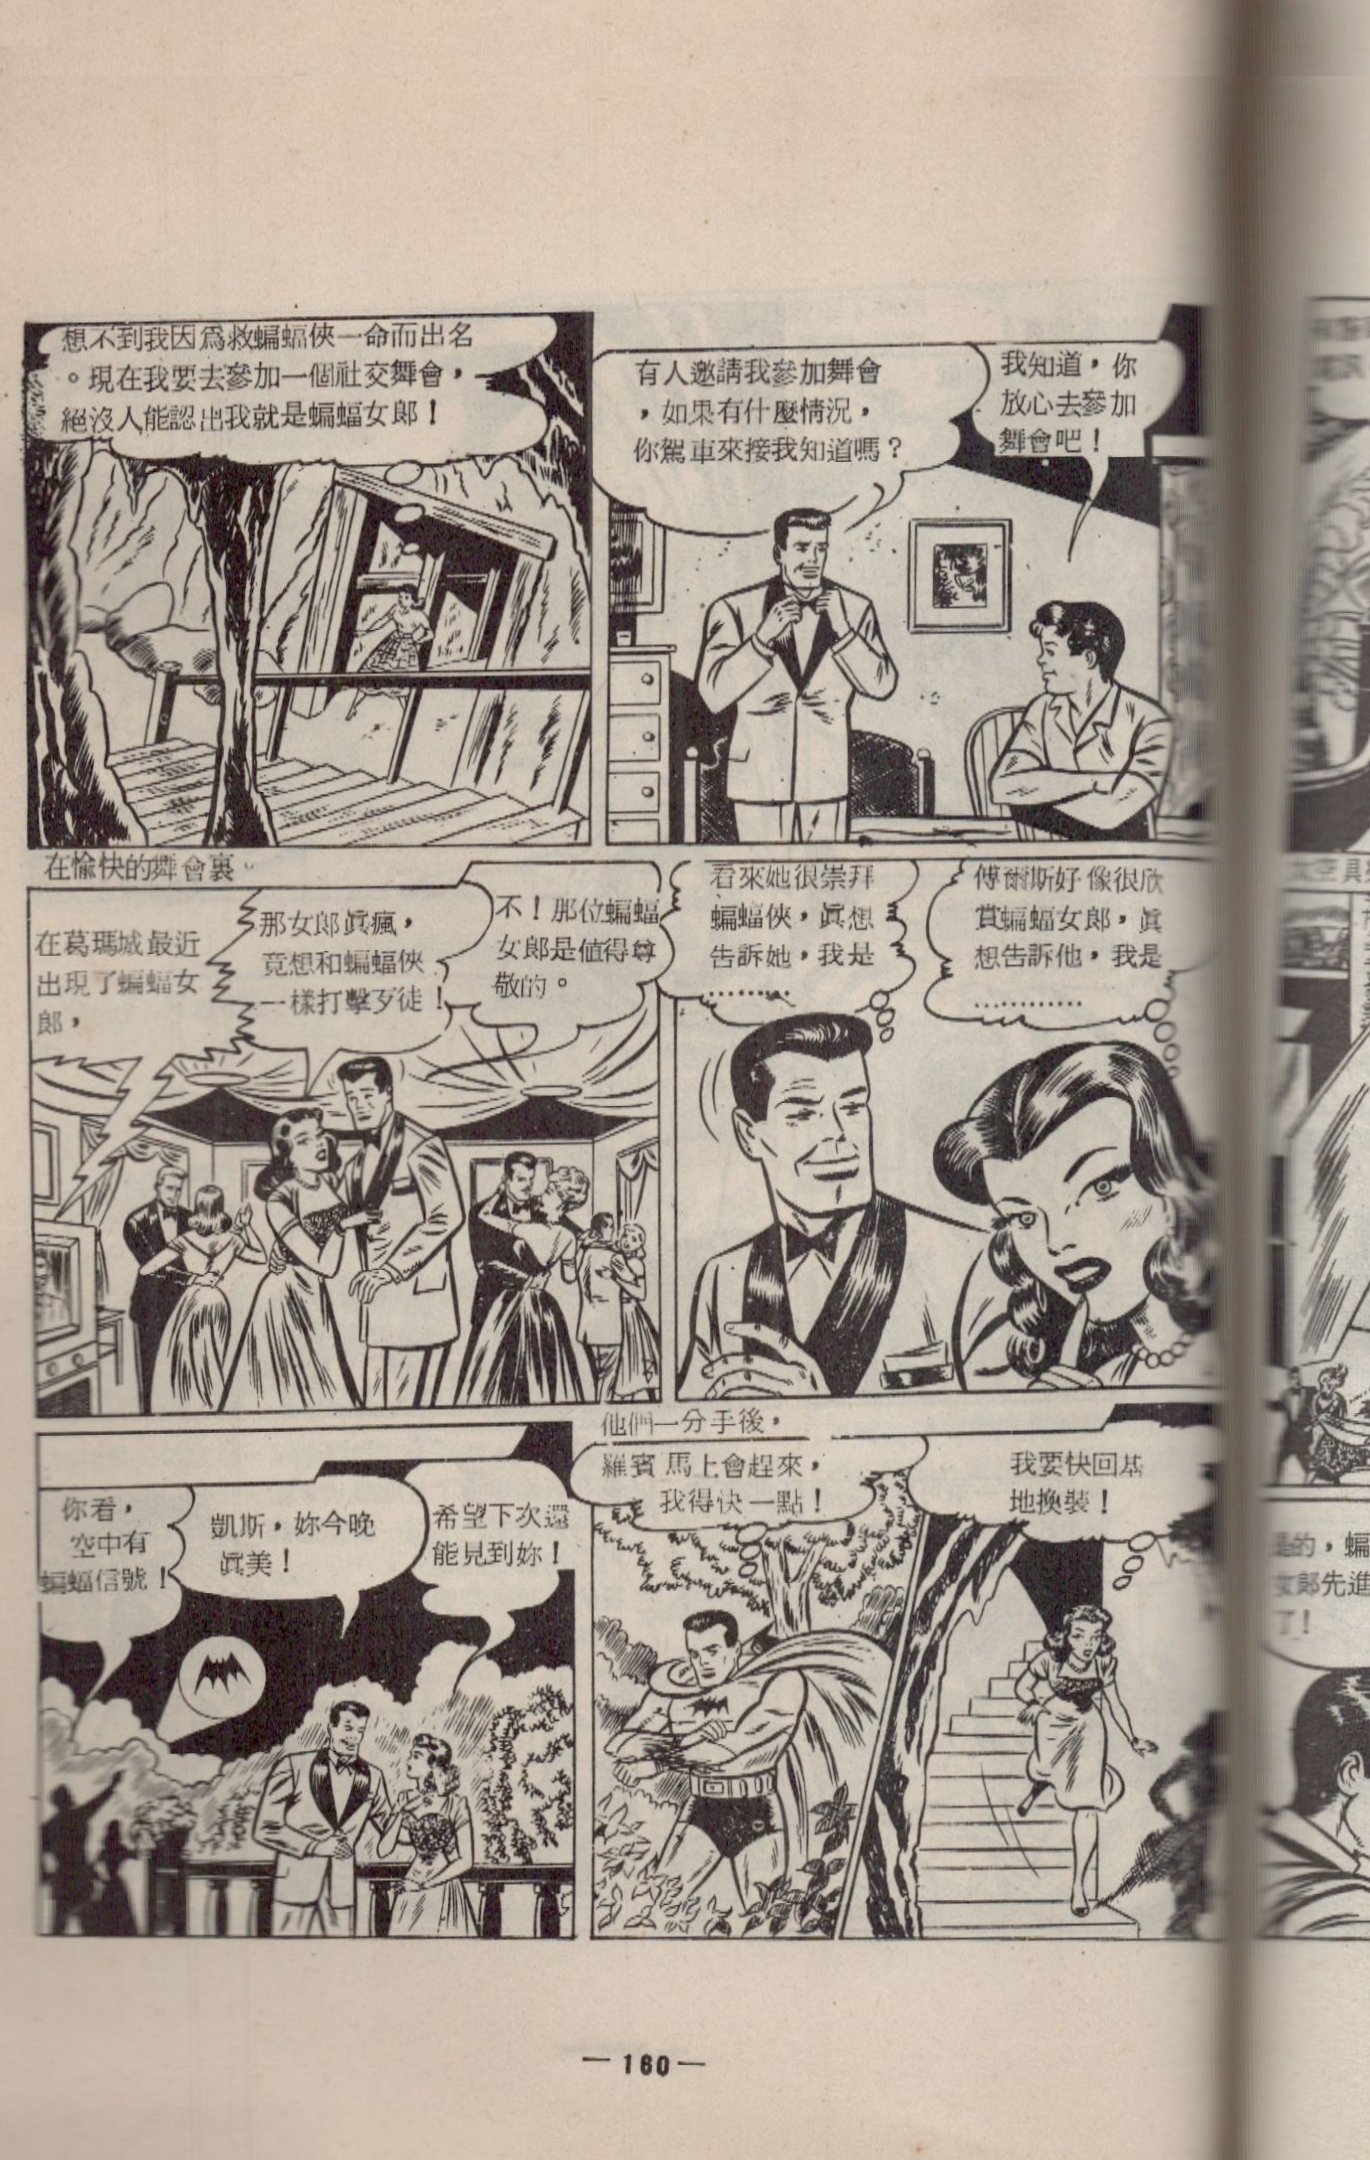 想不到我因爲救蝙蝠俠一命而出名
。現在我要去參加一個社交舞會，
絕沒人能認出我就是蝙蝠女郎！
有人邀請我參加舞會
，如果有什麼情況，
你駕車來接我知道嗎？
我知道，你
放心去參加
舞會吧！
在愉快的舞會裏。
在葛瑪城最近
出現了蝙蝠女
郎，
那女郎眞瘋，
竟想和蝙蝠俠
一樣打擊歹徒！
不！那位蝙蝠
女郎是値得尊
敬的。
看來她很崇拜
蝙蝠俠，眞想
告訴她，我是
………
傅爾斯好像很欣
賞蝙蝠女郎，眞
想告訴他，我是
…………
你看，
空中有
蝙蝠信號！
凱斯，妳今晚
眞美！
希望下次還
能見到妳！
他們一分手後，
羅賓馬上會趕來，
我得快一點！
我要快回基
地換裝！
是的，蝙
女郎先進
了！
— 160 —